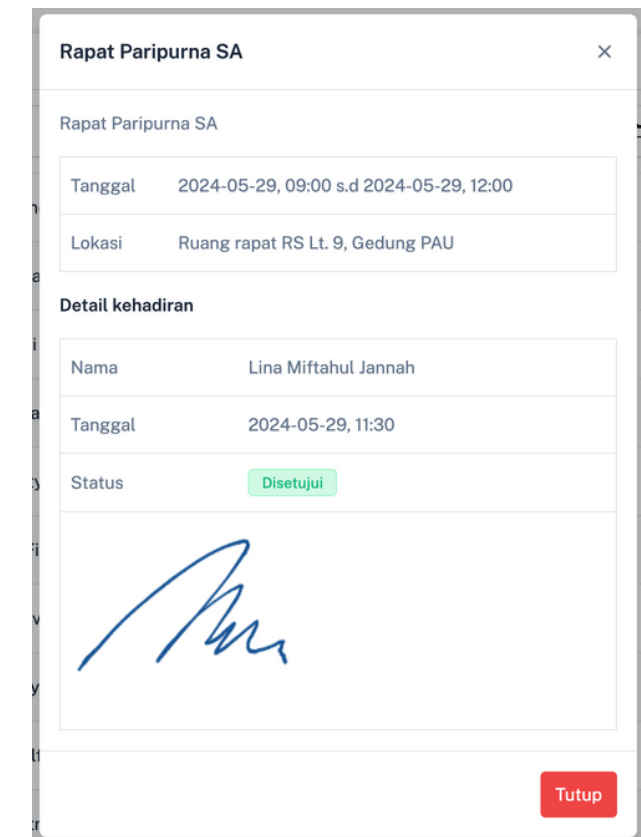 Rapat Paripurna SA
Rapat Paripurna SA
Tanggal 2024-05-29, 09:00 s.d 2024-05-29, 12:00
Lokasi Ruang rapat RS Lt. 9, Gedung PAU
Detail kehadiran
Nama Lina Miftahul Jannah
Tanggal 2024-05-29, 11:30
Status Disetujui
Tutup